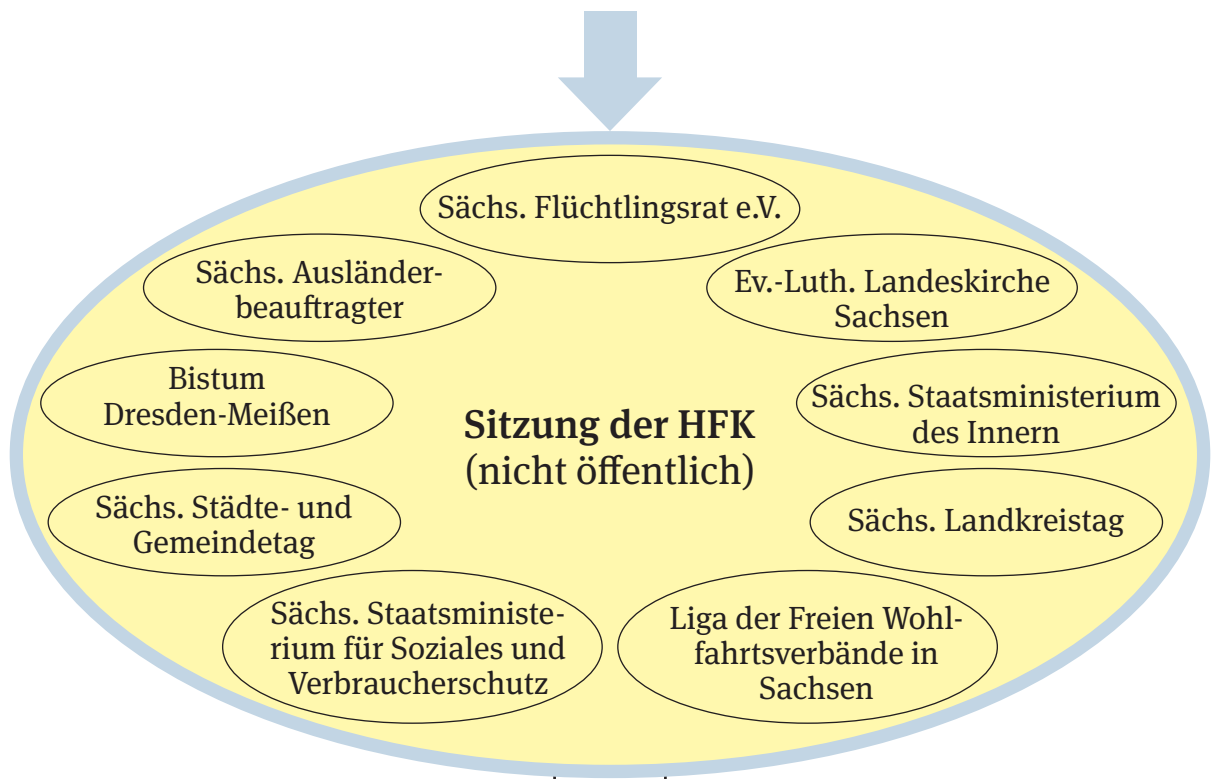 Sächs. Flüchtlingsrat e.V.
Sächs. Ausländer-
beauftragter
Ev.-Luth. Landeskirche
Sachsen
Bistum
Dresden-Meißen
Sächs. Staatsministerium
des Innern
Sitzung der HFK
(nicht öffentlich)
Sächs. Städte- und
Gemeindetag
Sächs. Landkreistag
Sächs. Staatsministe-
rium für Soziales und
Verbraucherschutz
Liga der Freien Wohl-
fahrtsverbände in
Sachsen